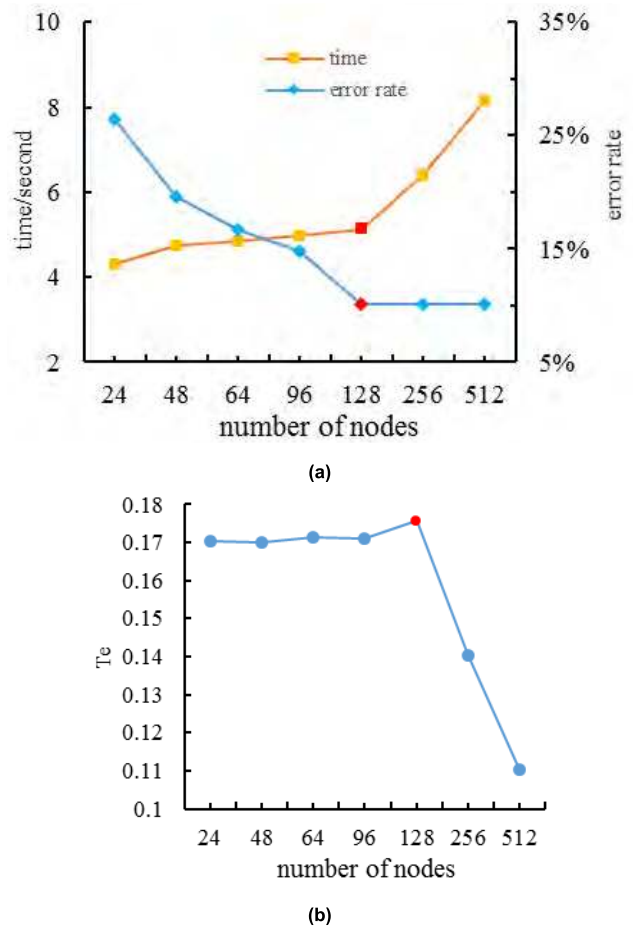 10
35%
time
error rate
8
25%
time/second
error rate
6
15%
4
2
5%
24 48 64 96 128 256 512
number of nodes
(a)
0.18
0.17
0.16
0.15
Te
0.14
0.13
0.12
0.11
0.1
24 48 64 96 128 256 512
number of nodes
(b)